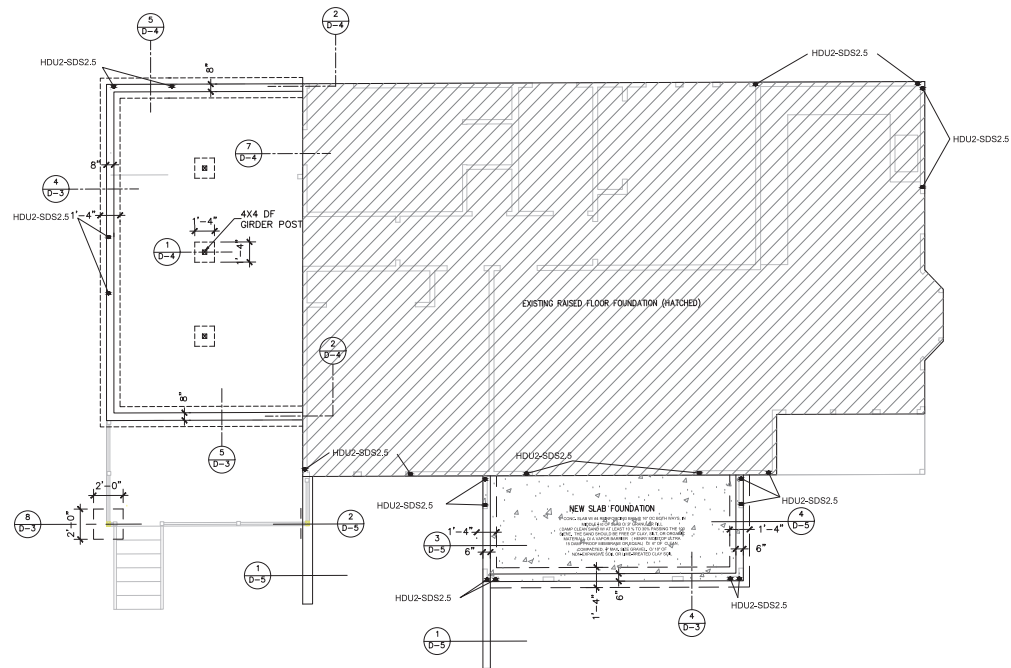 5
D-4
2
D-4
HDU2-SDS2.5
8"
HDU2-SDS2.5
HDU2-SDS2.5
7
D-4
8"
4
D-3
HDU2-SDS2.5
1'-4"
1'-4"
4X4 DF
GIRDER POST
1
D-4
1'-4"
EXISTING RAISED FLOOR FOUNDATION (HATCHED)
2
D-4
8"
5
D-3
HDU2-SDS2.5
HDU2-SDS2.5
2'-0"
8
D-3
2'-0"
2
D-5
HDU2-SDS2.5
HDU2-SDS2.5
NEW SLAB FOUNDATION
1'-4"
4
D-5
1'-4"
3
D-5
6"
6"
1
D-5
HDU2-SDS2.5
1'-4"
6"
HDU2-SDS2.5
4
D-3
1
D-5